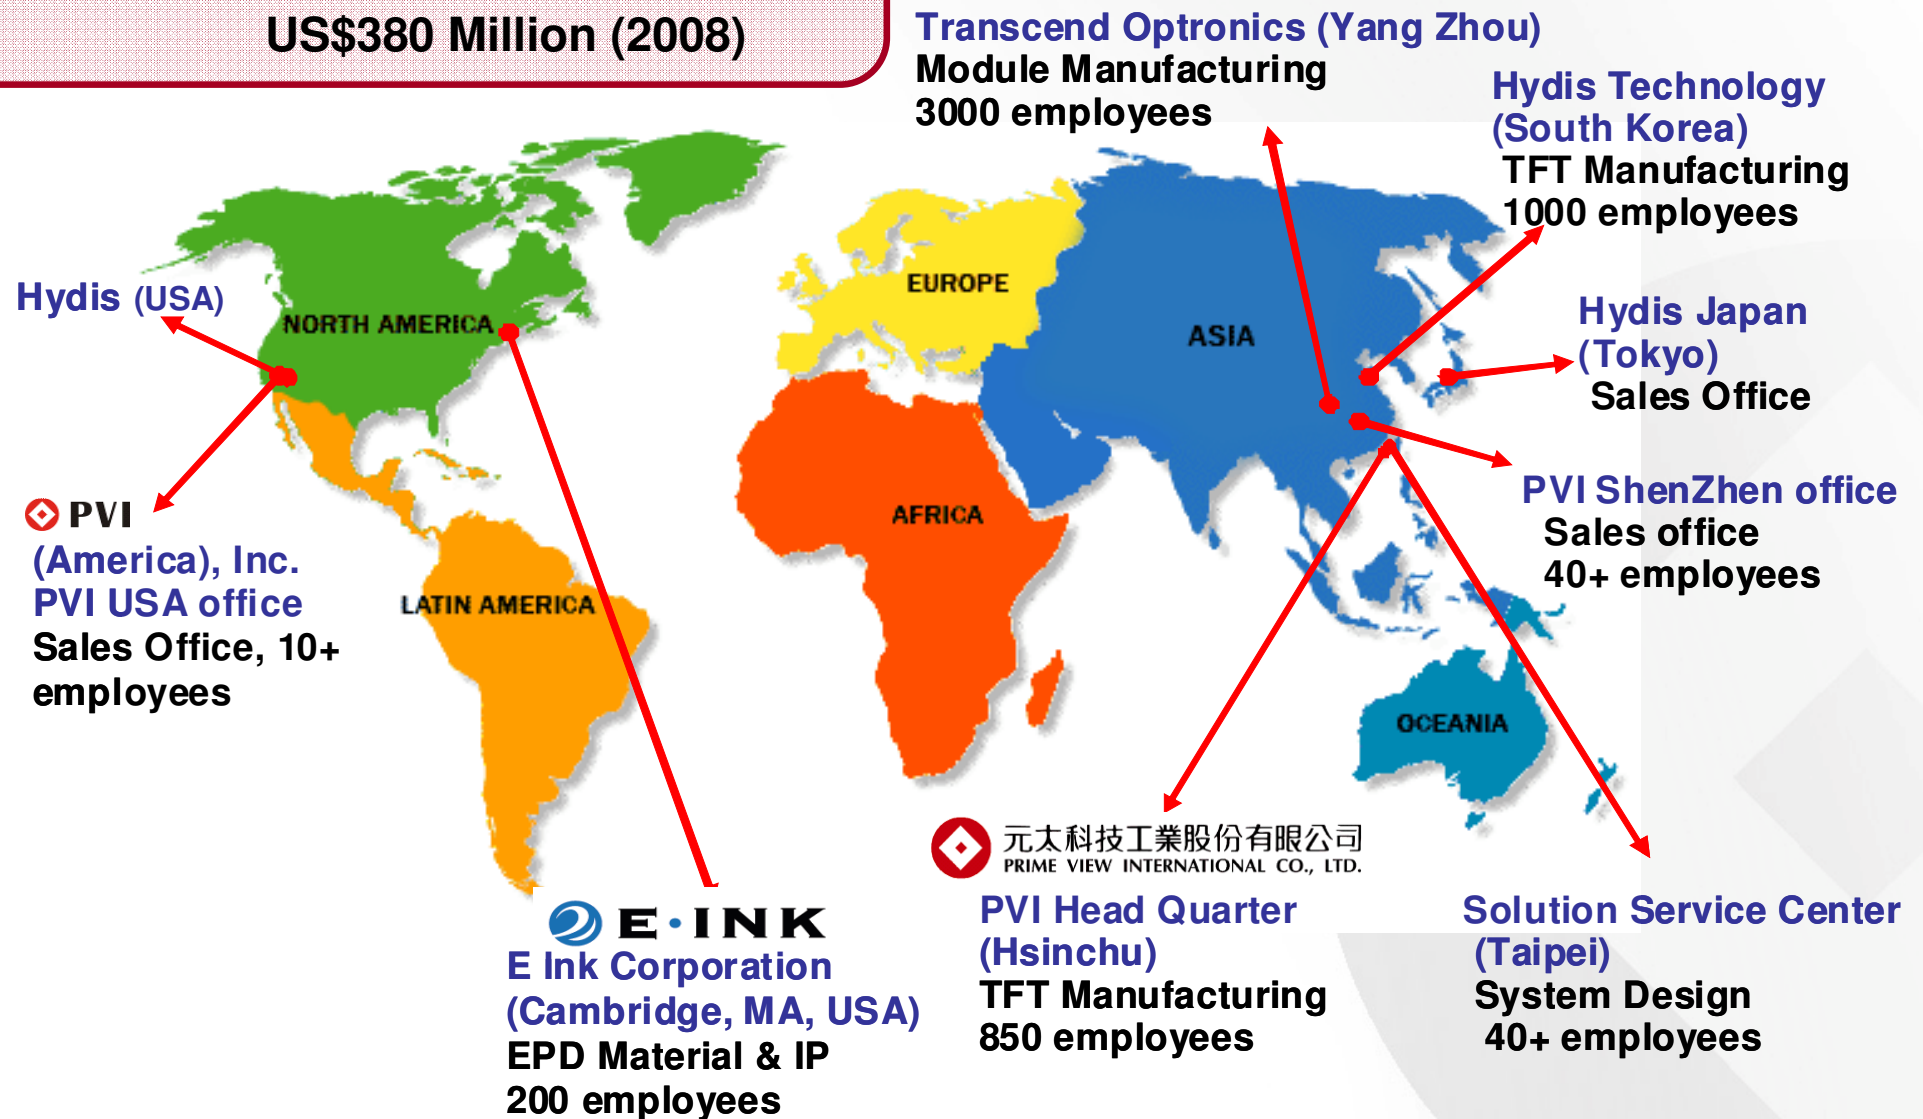 US$380 Million (2008)
Transcend Optronics (Yang Zhou)
Module Manufacturing
3000 employees
Hydis Technology
(South Korea)
TFT Manufacturing
1000 employees
Hydis (USA)
NORTH AMERICA
EUROPE
ASIA
Hydis Japan
(Tokyo)
Sales Office
PVI
(America), Inc.
PVI USA office
Sales Office, 10+
employees
AFRICA
PVI ShenZhen office
Sales office
40+ employees
LATIN AMERICA
OCEANIA
E·INK
E Ink Corporation
(Cambridge, MA, USA)
EPD Material & IP
200 employees
元太科技工業股份有限公司
PRIME VIEW INTERNATIONAL CO., LTD.
PVI Head Quarter
(Hsinchu)
TFT Manufacturing
850 employees
Solution Service Center
(Taipei)
System Design
40+ employees